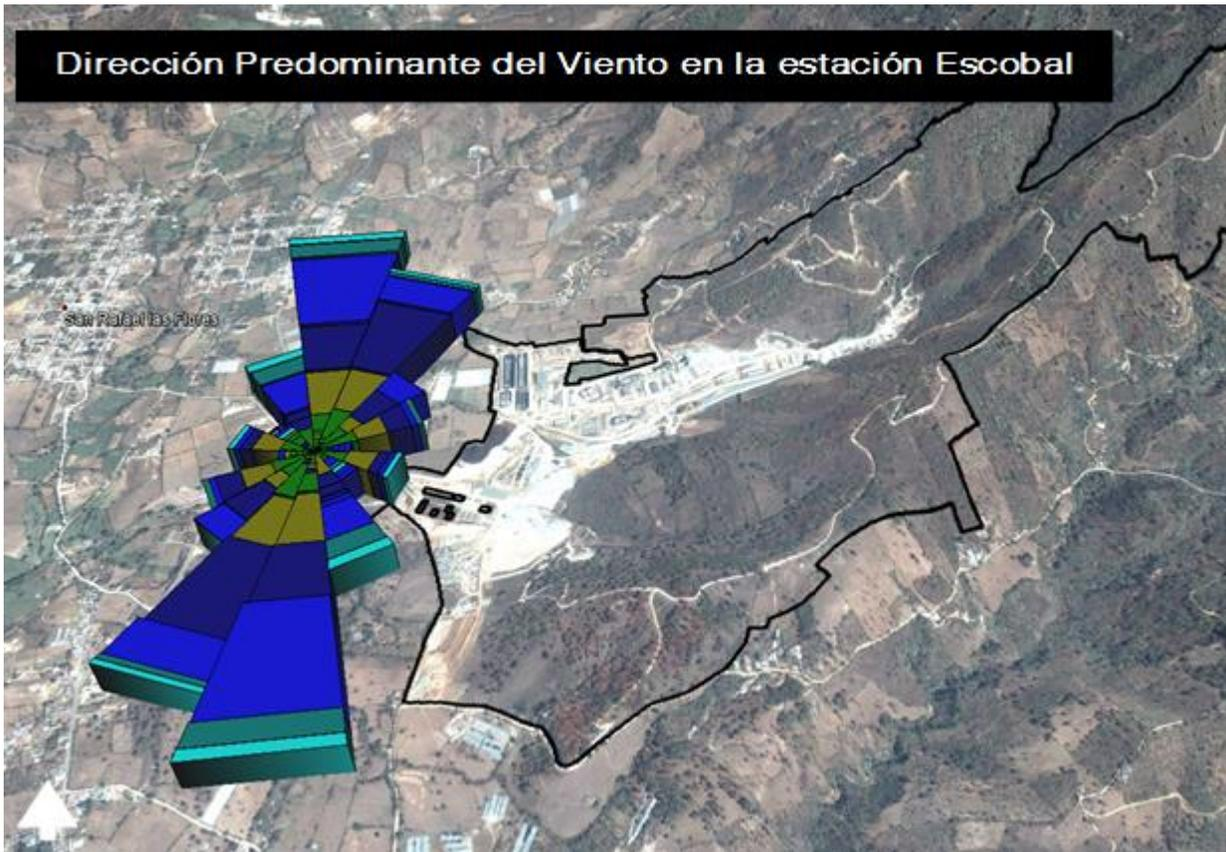 Dirección Predominante del Viento en la estación Escobal
San Rafael las Flores